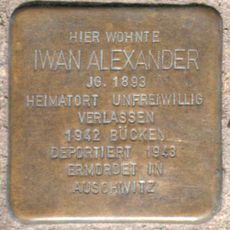 HIER WOHNTE
IWAN ALEXANDER
JG. 1893
HEIMATORT UNFREIWILLIG
VERLASSEN
1942 BÜCKEN
DEPORTIERT 1943
ERMORDET IN
AUSCHWITZ